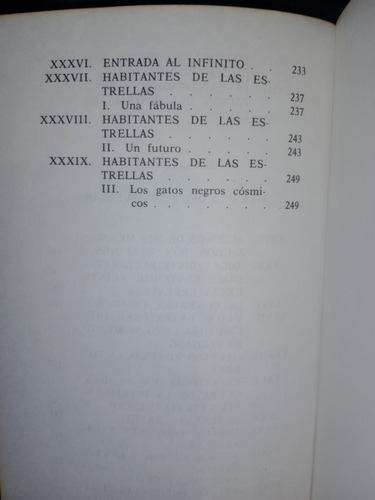 XXXVI. ENTRADA AL INFINITO . . 233
XXXVII. HABITANTES DE LAS ES-
TRELLAS . . . . . 237
I. Una fábula . . . . 237
XXXVIII. HABITANTES DE LAS ES-
TRELLAS . . . . . 243
II. Un futuro . . . . 243
XXXIX. HABITANTES DE LAS ES-
TRELLAS . . . . . 249
III. Los gatos negros cósmi-
cos . . . . . . 249